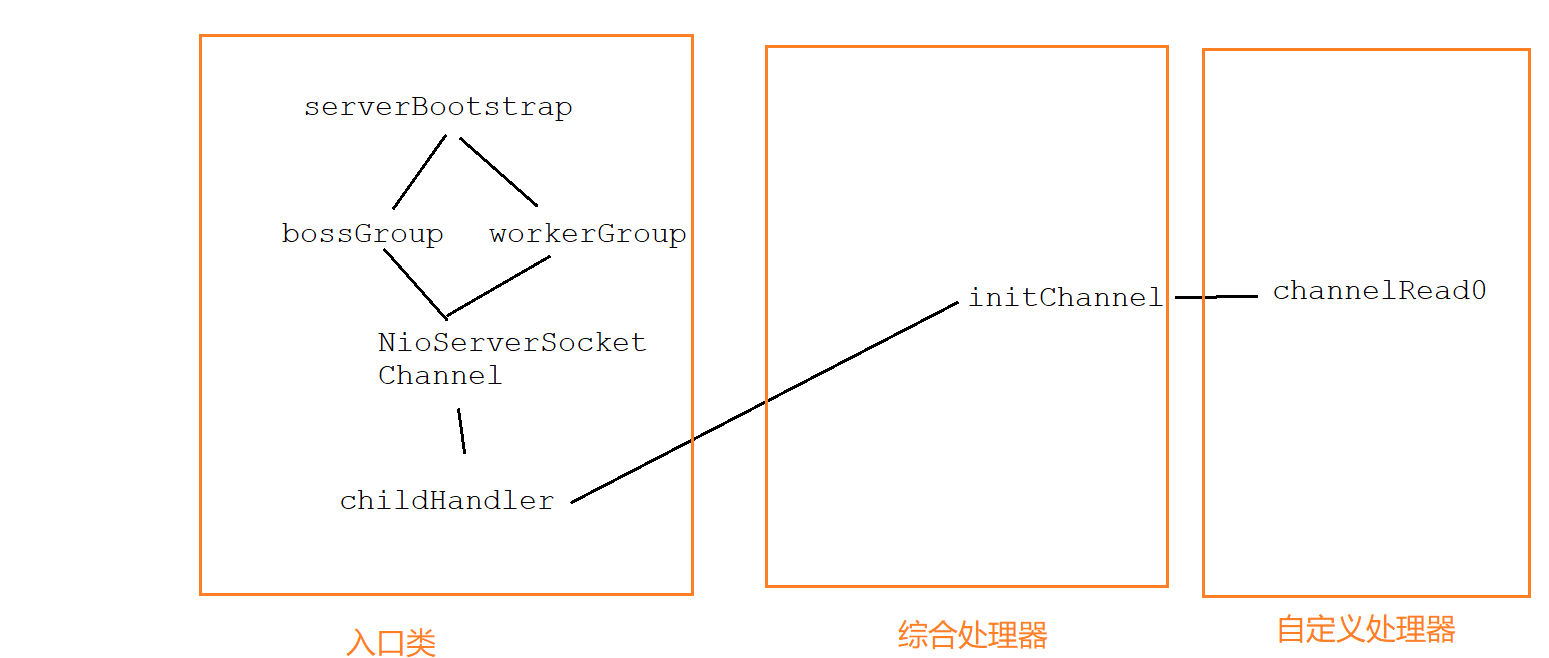 serverBootstrap
bossGroup workerGroup
NioServerSocket
Channel
childHandler
initChannel
channelRead0
入口类
综合处理器
自定义处理器